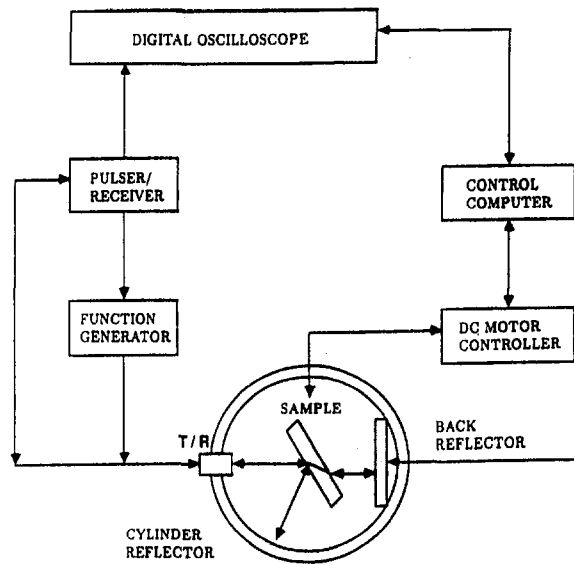 DIGITAL OSCILLOSCOPE
PULSER/
RECEIVER
CONTROL
COMPUTER
FUNCTION
GENERATOR
DC MOTOR
CONTROLLER
SAMPLE
T/R
BACK
REFLECTOR
CYLINDER
REFLECTOR